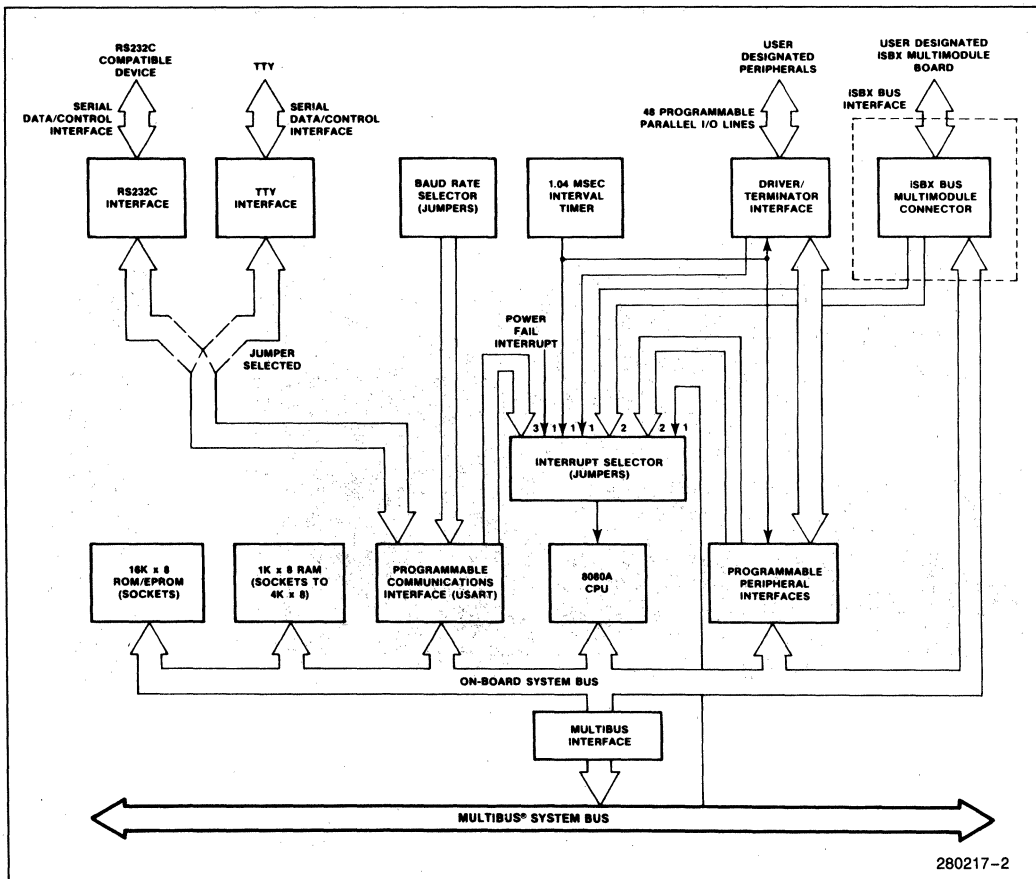 RS232C
COMPATIBLE
DEVICE
TTY
USER
DESIGNATED
PERIPHERALS
USER DESIGNATED
ISBX MULTIMODULE
BOARD
SERIAL
DATA/CONTROL
INTERFACE
SERIAL
DATA/CONTROL
INTERFACE
48 PROGRAMMABLE
PARALLEL I/O LINES
ISBX BUS
INTERFACE
RS232C
INTERFACE
TTY
INTERFACE
BAUD RATE
SELECTOR
(JUMPERS)
1.04 MSEC
INTERVAL
TIMER
DRIVER/
TERMINATOR
INTERFACE
ISBX BUS
MULTIMODULE
CONNECTOR
JUMPER
SELECTED
POWER
FAIL
INTERRUPT
3 1 1 1 2 2 1
INTERRUPT SELECTOR
(JUMPERS)
16K x 8
ROM/EPROM
(SOCKETS)
1K x 8 RAM
(SOCKETS TO
4K x 8)
PROGRAMMABLE
COMMUNICATIONS
INTERFACE (USART)
8080A
CPU
PROGRAMMABLE
PERIPHERAL
INTERFACES
ON-BOARD SYSTEM BUS
MULTIBUS
INTERFACE
MULTIBUS® SYSTEM BUS
280217–2